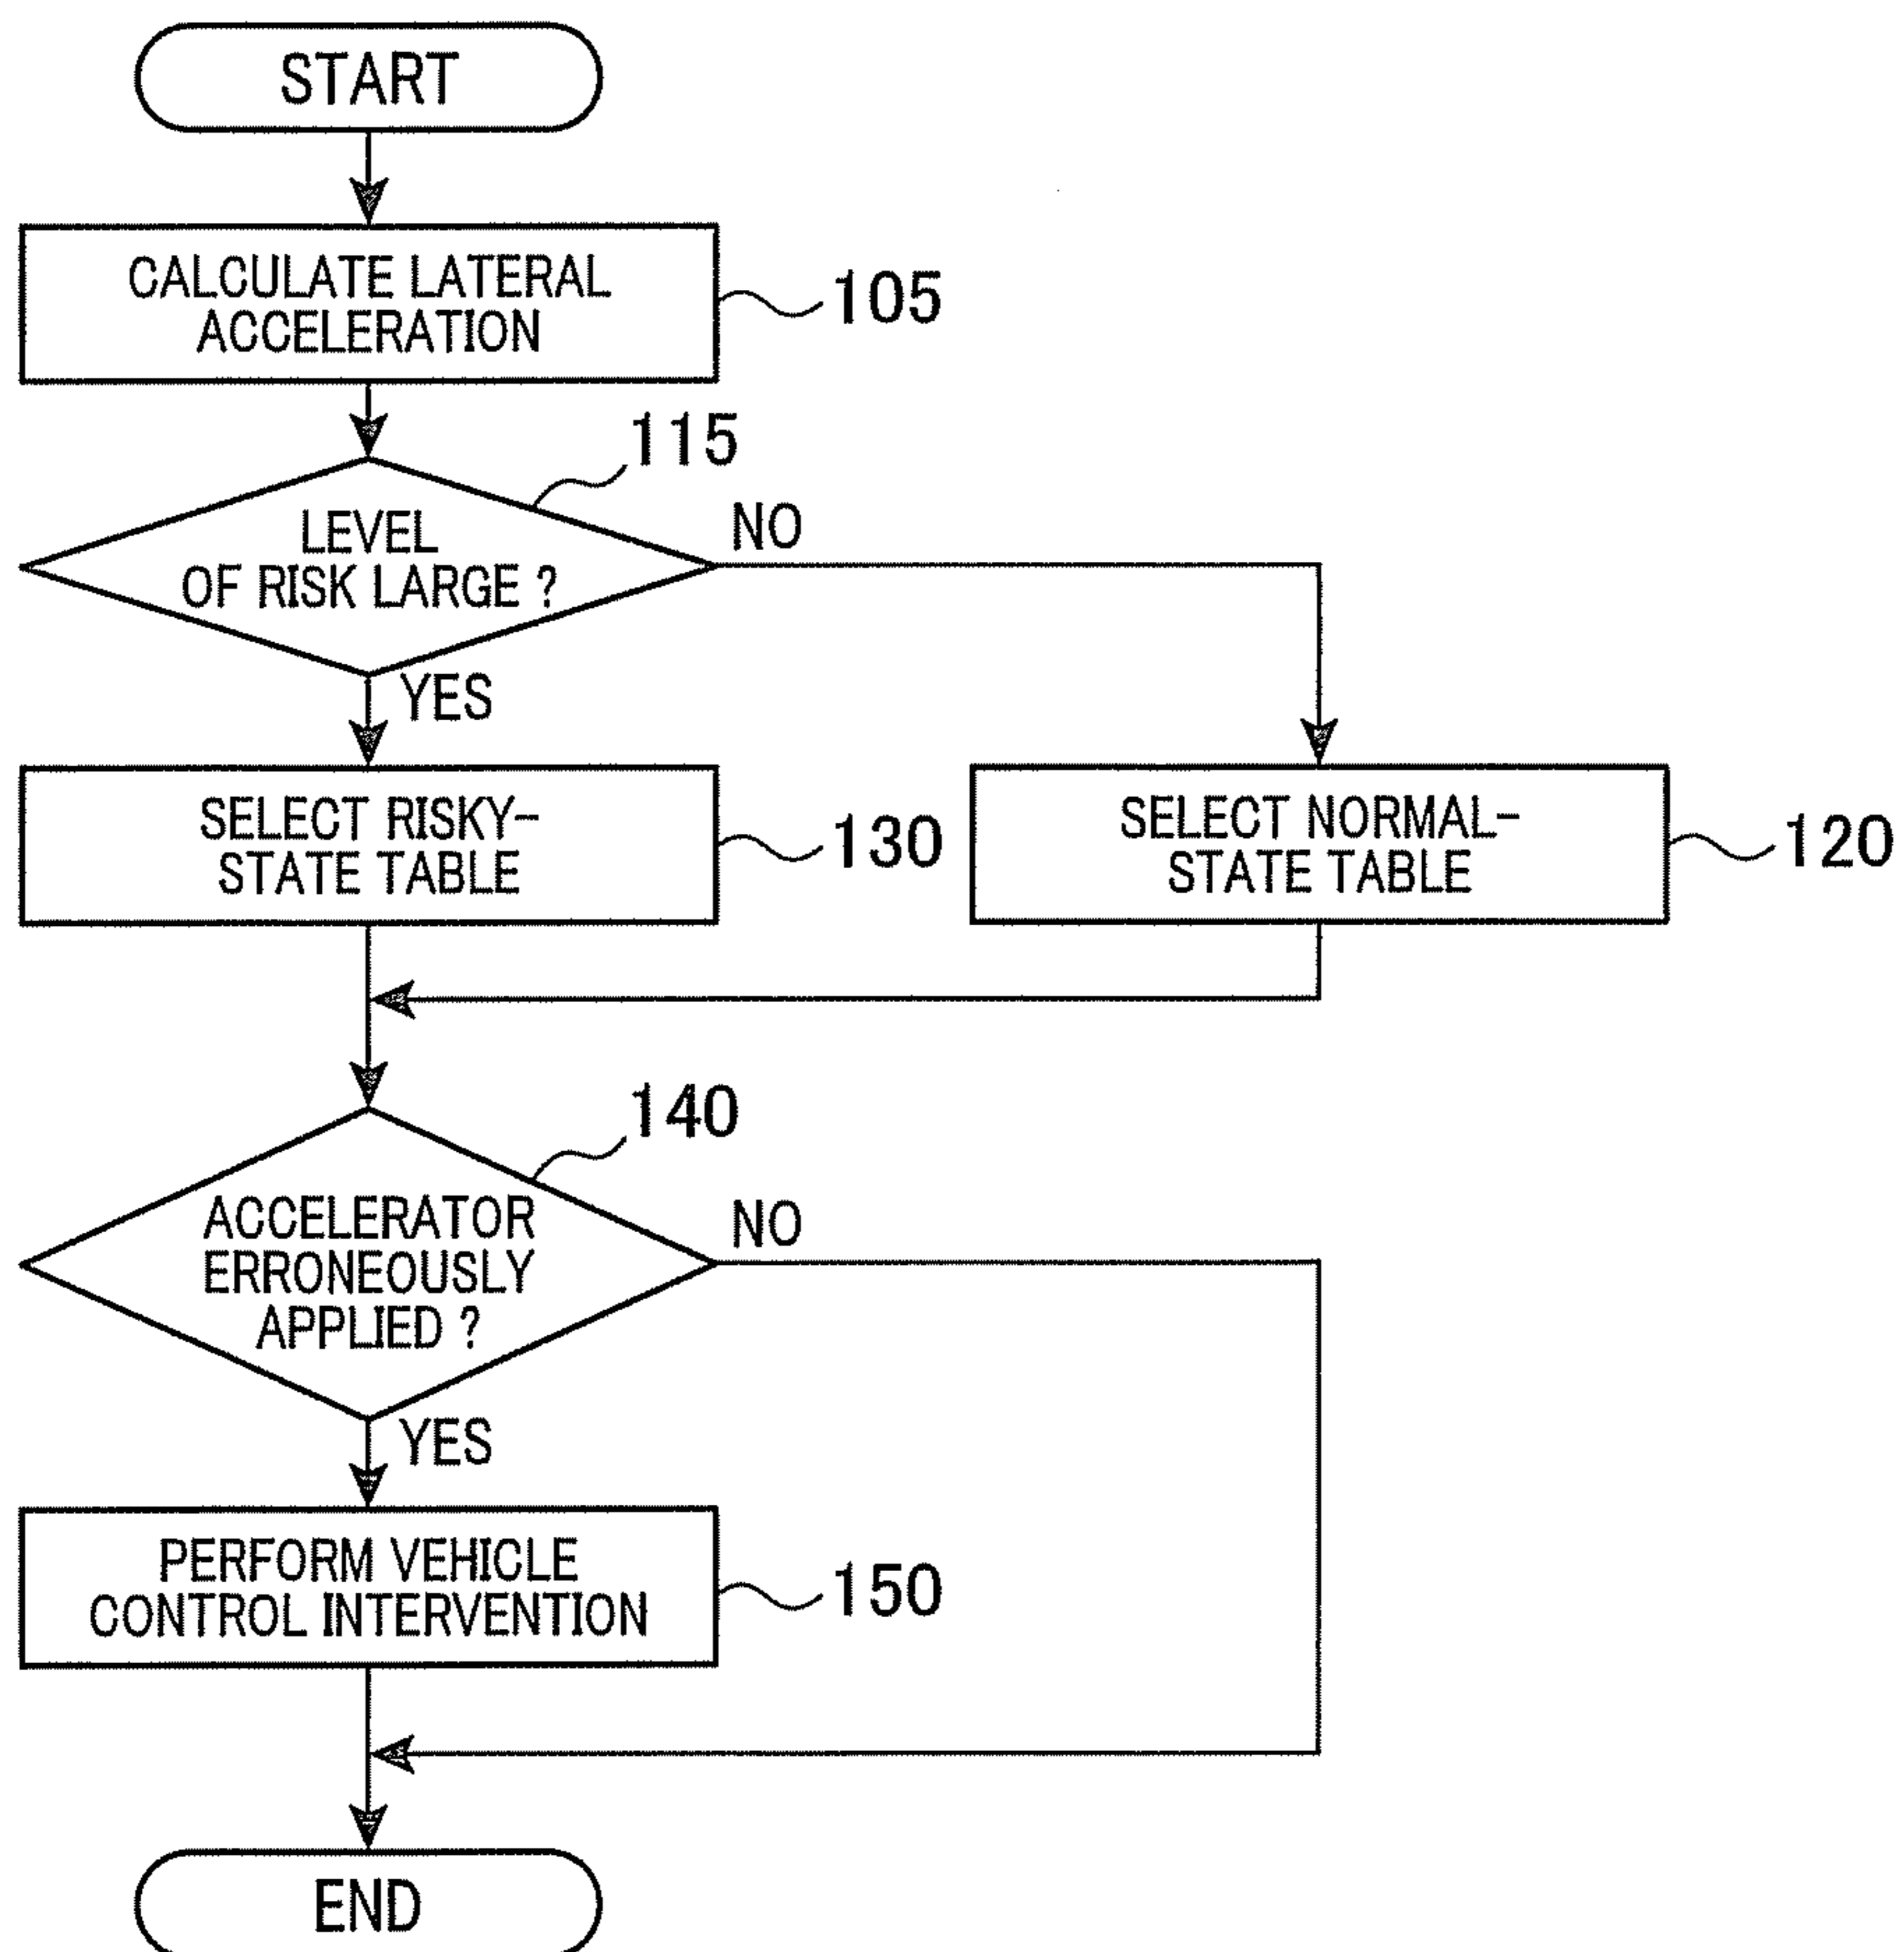 START
CALCULATE LATERAL
ACCELERATION
105
115
LEVEL
OF RISK LARGE ?
NO
YES
SELECT RISKY-
STATE TABLE
130
SELECT NORMAL-
STATE TABLE
120
140
ACCELERATOR
ERRONEOUSLY
APPLIED ?
NO
YES
PERFORM VEHICLE
CONTROL INTERVENTION
150
END